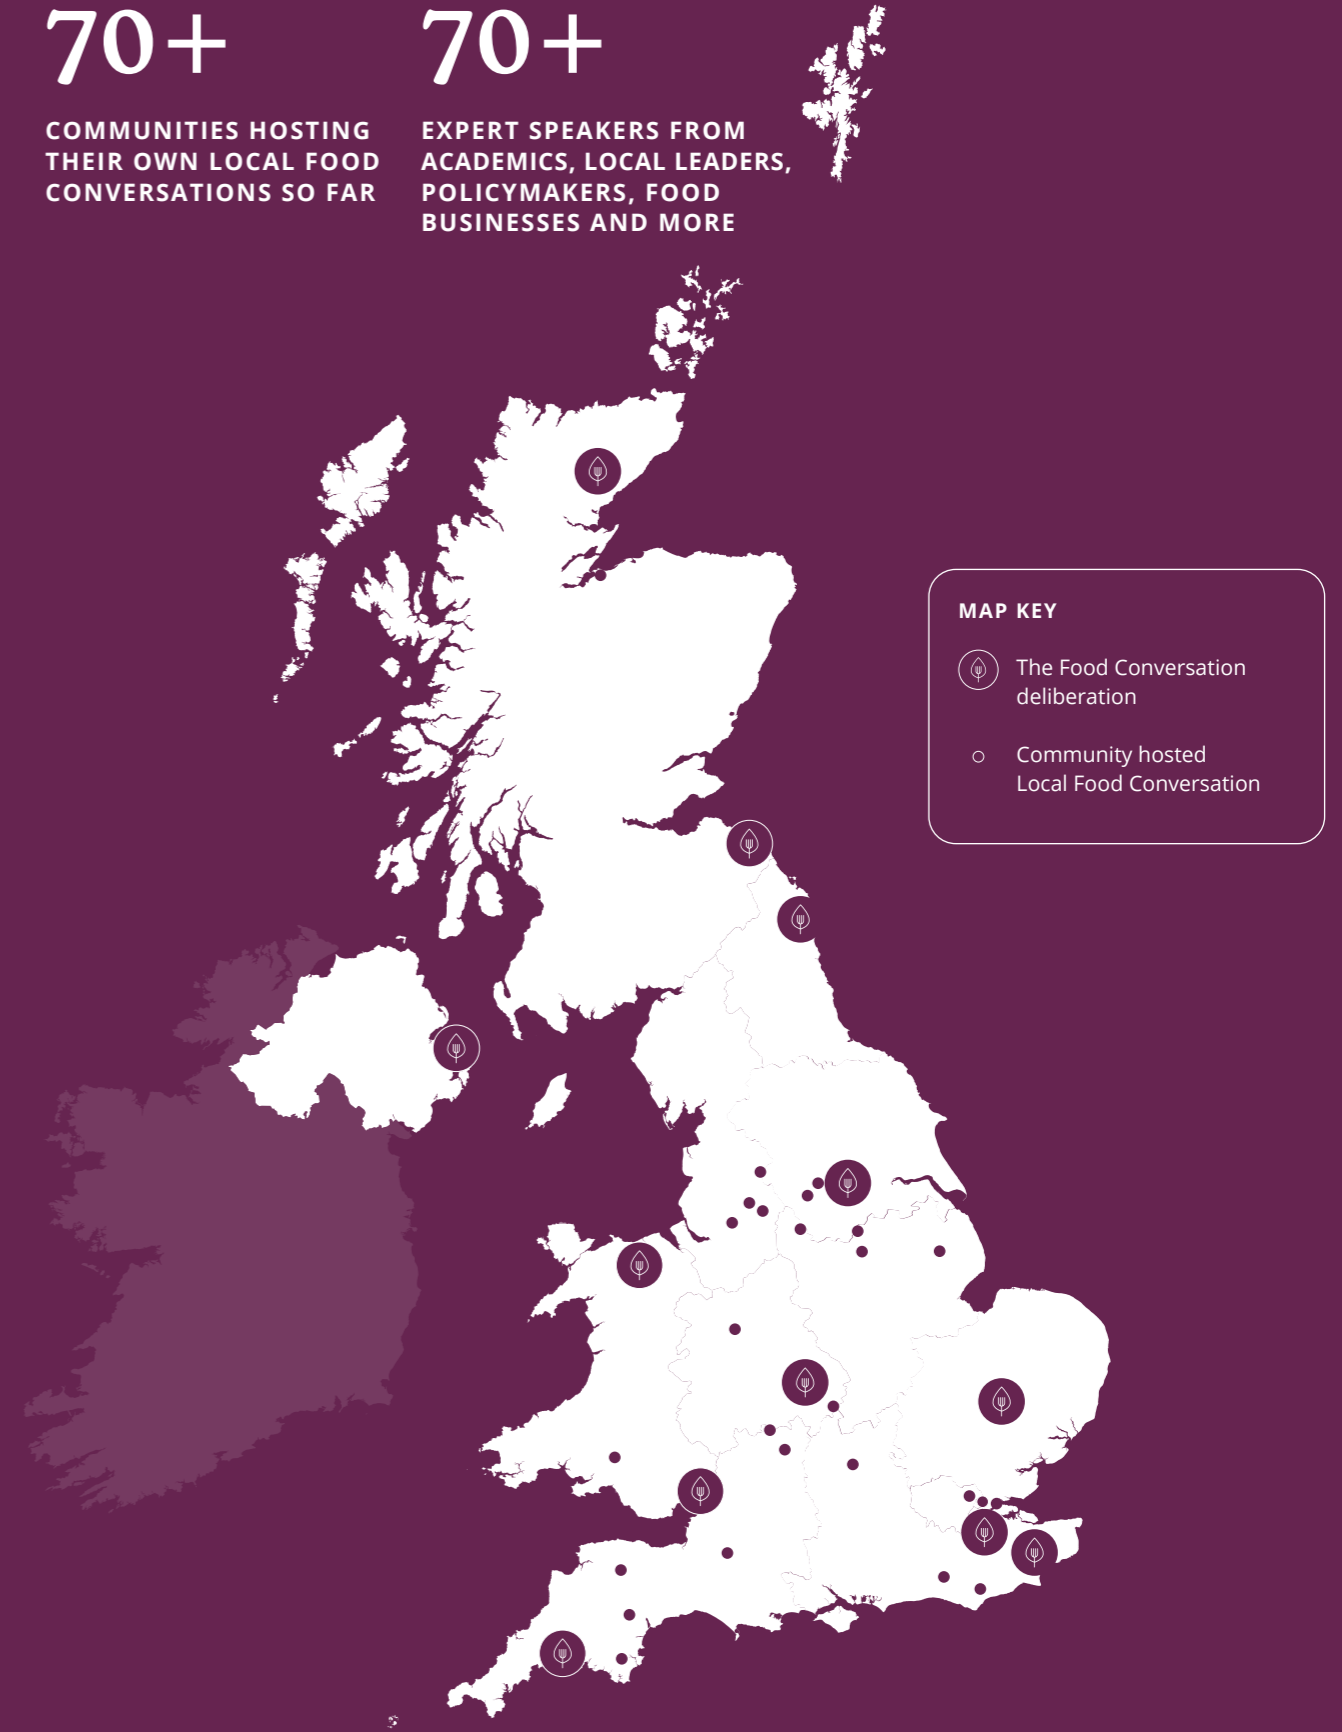 70+
COMMUNITIES HOSTING
THEIR OWN LOCAL FOOD
CONVERSATIONS SO FAR
70+
EXPERT SPEAKERS FROM
ACADEMICS, LOCAL LEADERS,
POLICYMAKERS, FOOD
BUSINESSES AND MORE
MAP KEY
The Food Conversation
deliberation
Community hosted
Local Food Conversation